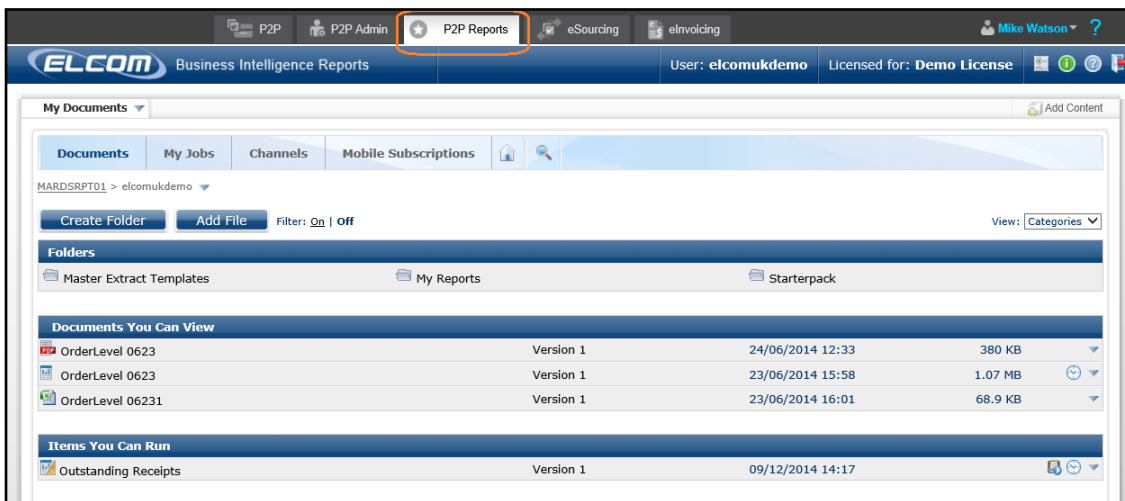 P2P P2P Admin P2P Reports eSourcing eInvoicing Mike Watson ?
ELCOM Business Intelligence Reports User: elcomukdemo Licensed for: Demo License
My Documents Add Content
Documents My Jobs Channels Mobile Subscriptions
MARDSRPT01 > elcomukdemo
Create Folder Add File Filter: On | Off View: Categories
Folders
Master Extract Templates My Reports Starterpack
Documents You Can View
PDF OrderLevel 0623 Version 1 24/06/2014 12:33 380 KB
OrderLevel 0623 Version 1 23/06/2014 15:58 1.07 MB
OrderLevel 06231 Version 1 23/06/2014 16:01 68.9 KB
Items You Can Run
Outstanding Receipts Version 1 09/12/2014 14:17